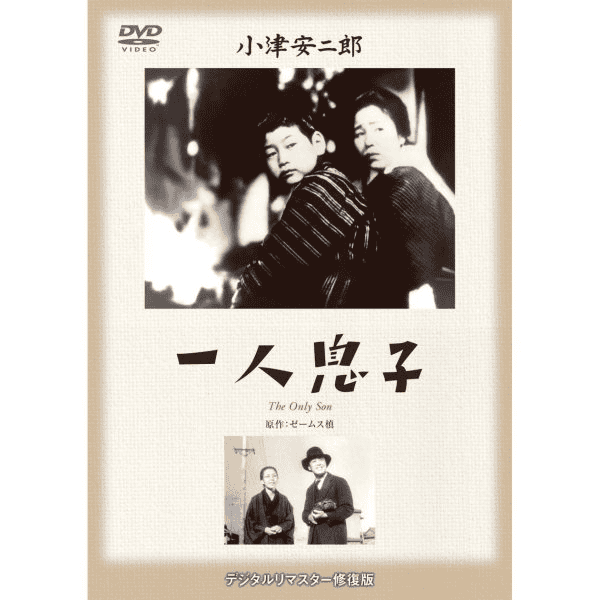 DVD
VIDEO
小津安二郎
一人息子
The Only Son
原作：ゼームス槙
デジタルリマスター修復版